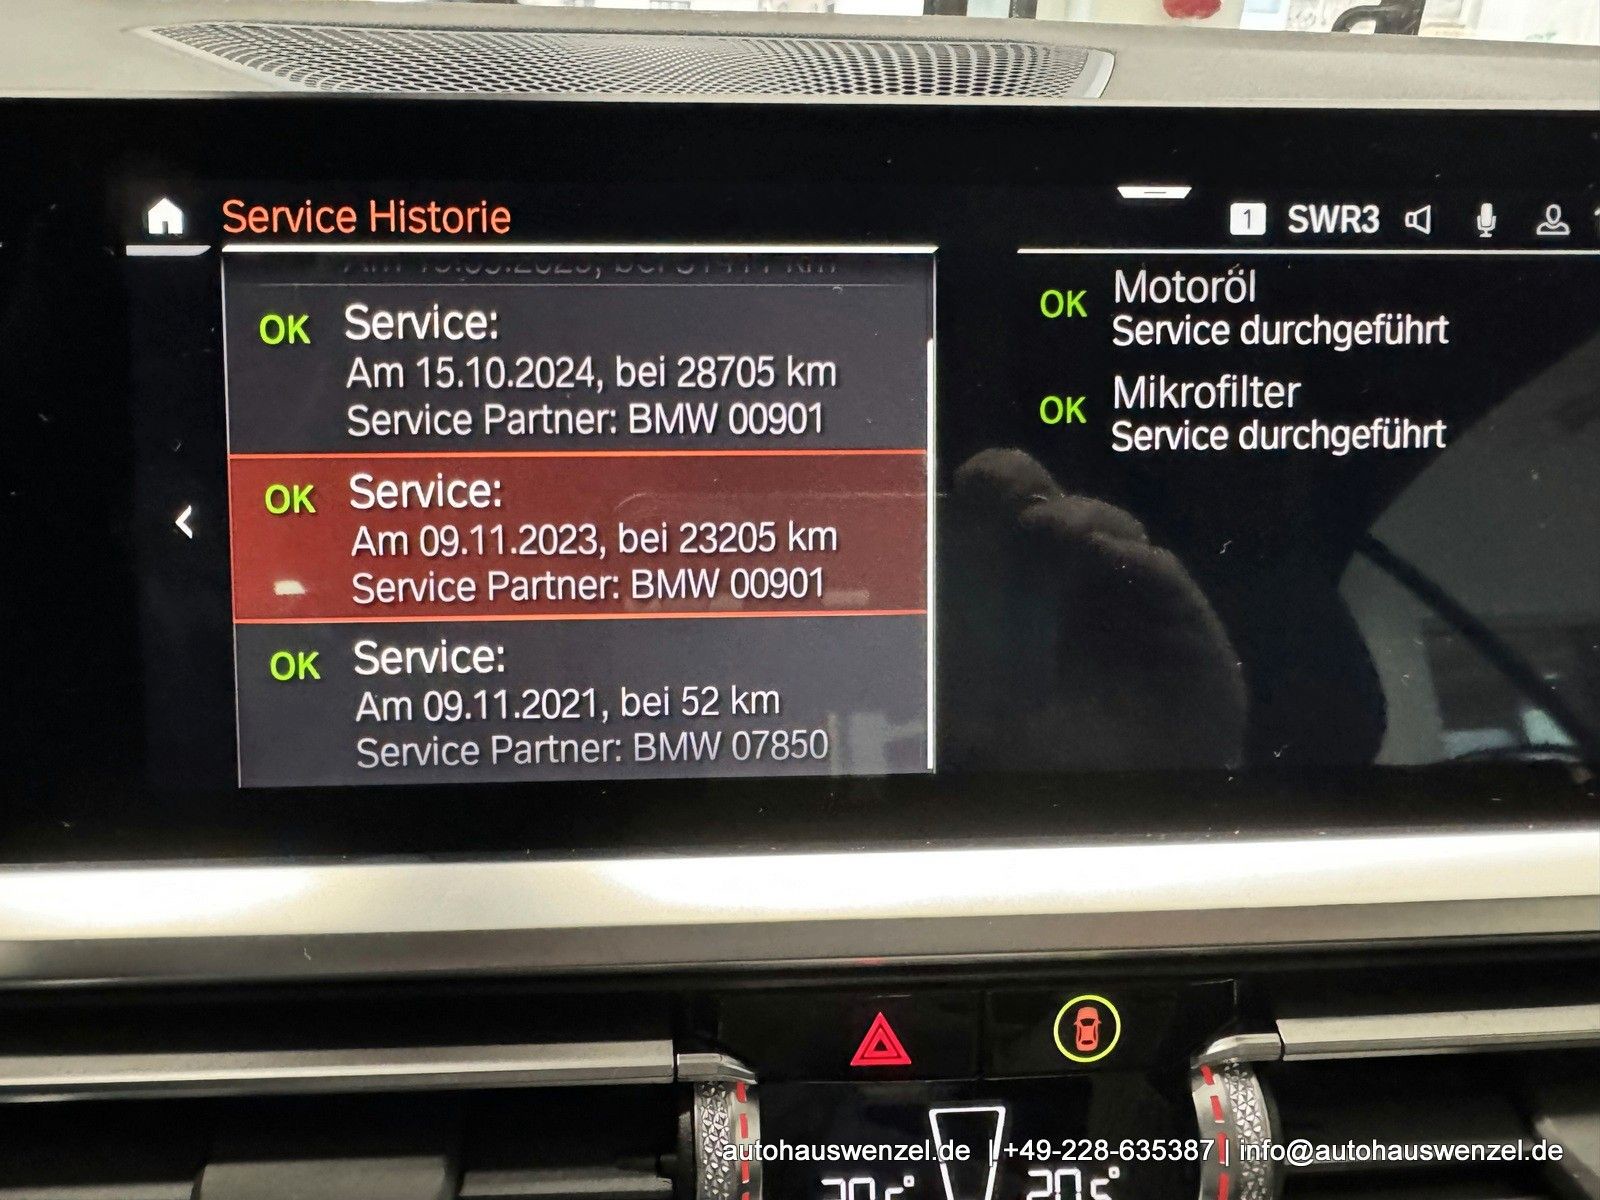 Service Historie
1 SWR3
OK Service:
Am 15.10.2024, bei 28705 km
Service Partner: BMW 00901
OK Service:
Am 09.11.2023, bei 23205 km
Service Partner: BMW 00901
OK Service:
Am 09.11.2021, bei 52 km
Service Partner: BMW 07850
OK Motoröl
Service durchgeführt
OK Mikrofilter
Service durchgeführt
autohauswenzel.de | +49-228-635387 | info@autohauswenzel.de